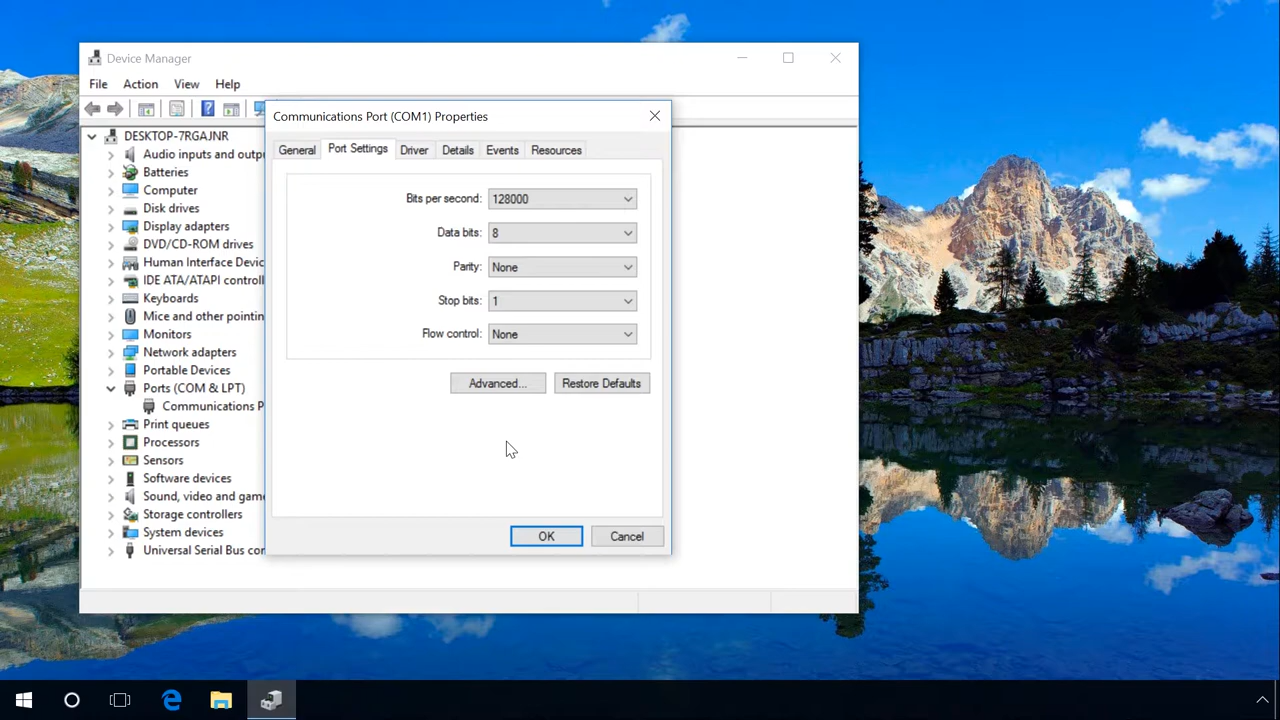 Device Manager
File Action View Help
DESKTOP-7RGAJNR
Audio inputs and outp
Batteries
Computer
Disk drives
Display adapters
DVD/CD-ROM drives
Human Interface Devic
IDE ATA/ATAPI controll
Keyboards
Mice and other pointin
Monitors
Network adapters
Portable Devices
Ports (COM & LPT)
Communications P
Print queues
Processors
Sensors
Software devices
Sound, video and game
Storage controllers
System devices
Universal Serial Bus con
Communications Port (COM1) Properties
General Port Settings Driver Details Events Resources
Bits per second: 128000
Data bits: 8
Parity: None
Stop bits: 1
Flow control: None
Advanced... Restore Defaults
OK Cancel